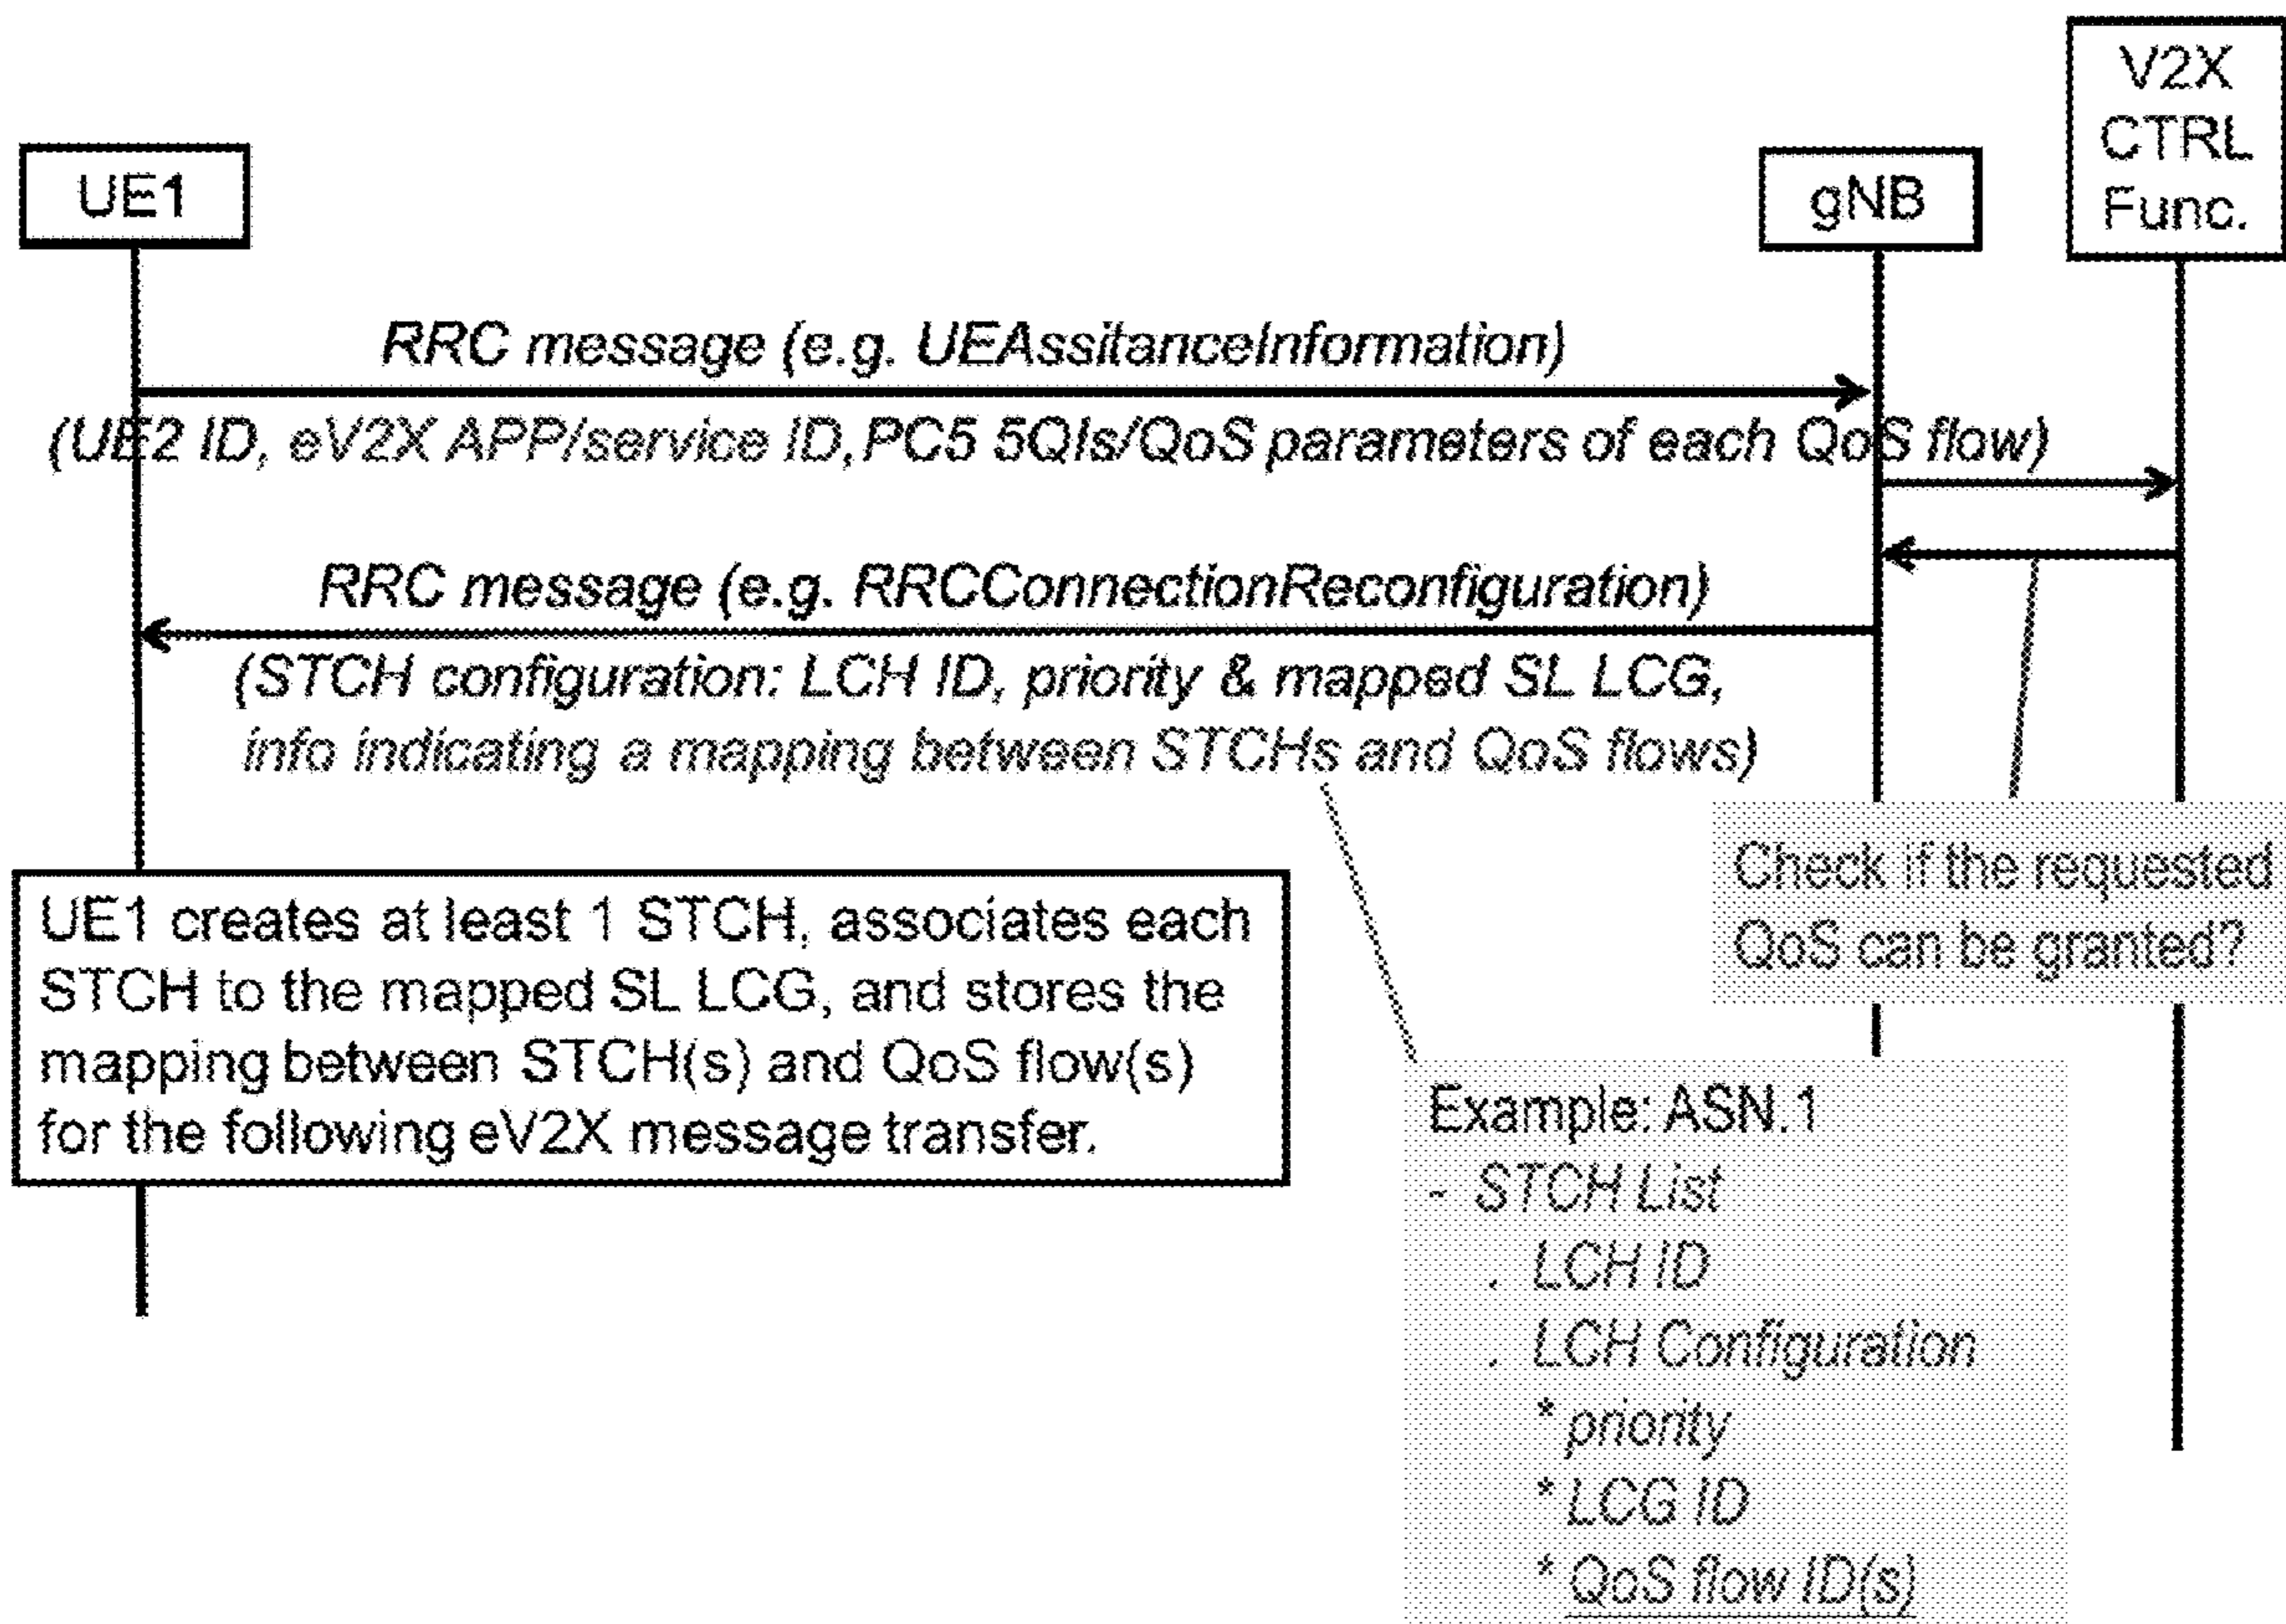 V2X
CTRL
Func.
UE1
gNB
RRC message (e.g. UEAssitanceInformation)
(UE2 ID, eV2X APP/service ID, PC5 5QIs/QoS parameters of each QoS flow)
RRC message (e.g. RRCConnectionReconfiguration)
(STCH configuration: LCH ID, priority & mapped SL LCG,
info indicating a mapping between STCHs and QoS flows)
Check if the requested
QoS can be granted?
UE1 creates at least 1 STCH, associates each
STCH to the mapped SL LCG, and stores the
mapping between STCH(s) and QoS flow(s)
for the following eV2X message transfer.
Example: ASN.1
- STCH List
. LCH ID
. LCH Configuration
* priority
* LCG ID
* QoS flow ID(s)